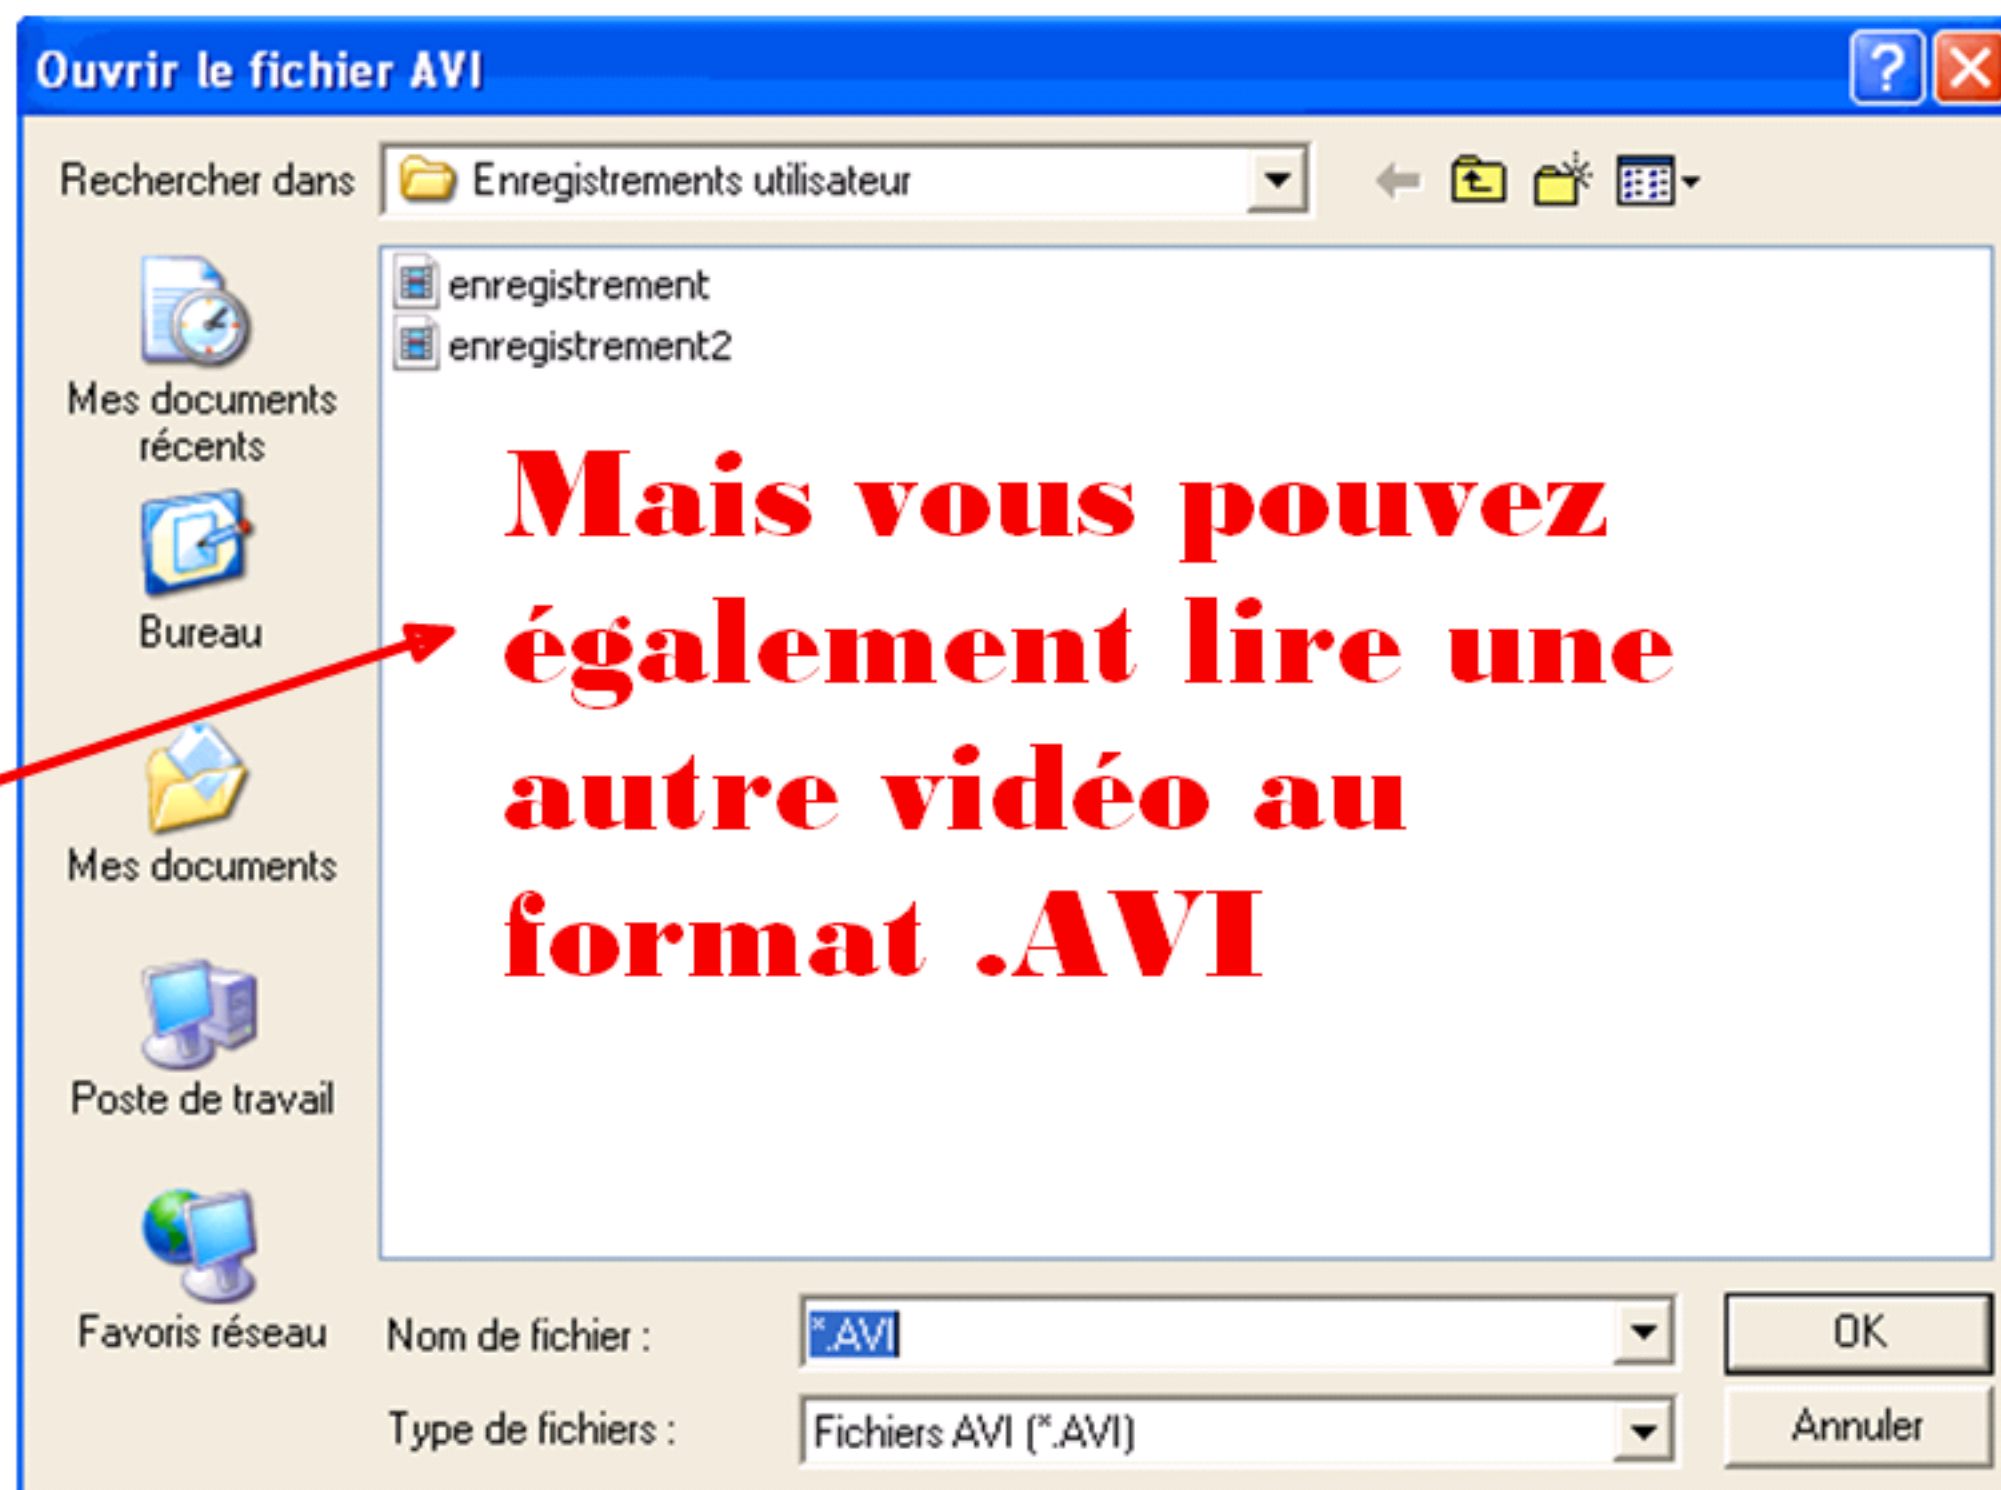 Ouvrir le fichier AVI
Rechercher dans
Enregistrements utilisateur
enregistrement
enregistrement2
Mes documents
récents
Bureau
Mes documents
Poste de travail
Favoris réseau
Mais vous pouvez
également lire une
autre vidéo au
format .AVI
Nom de fichier :
*.AVI
OK
Type de fichiers :
Fichiers AVI (*.AVI)
Annuler